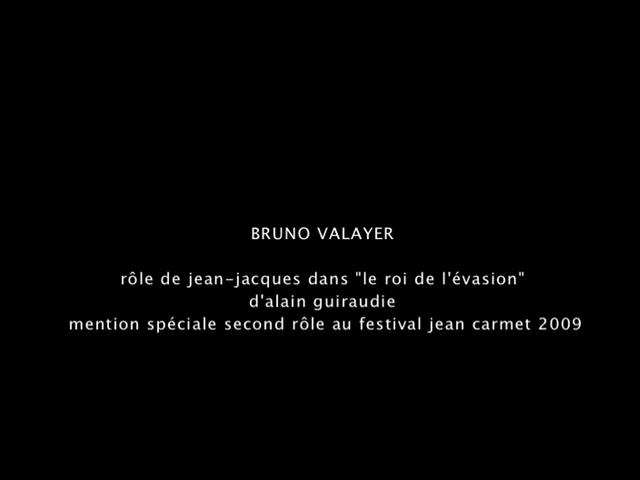 BRUNO VALAYER
rôle de jean-jacques dans "le roi de l'évasion"
d'alain guiraudie
mention spéciale second rôle au festival jean carmet 2009